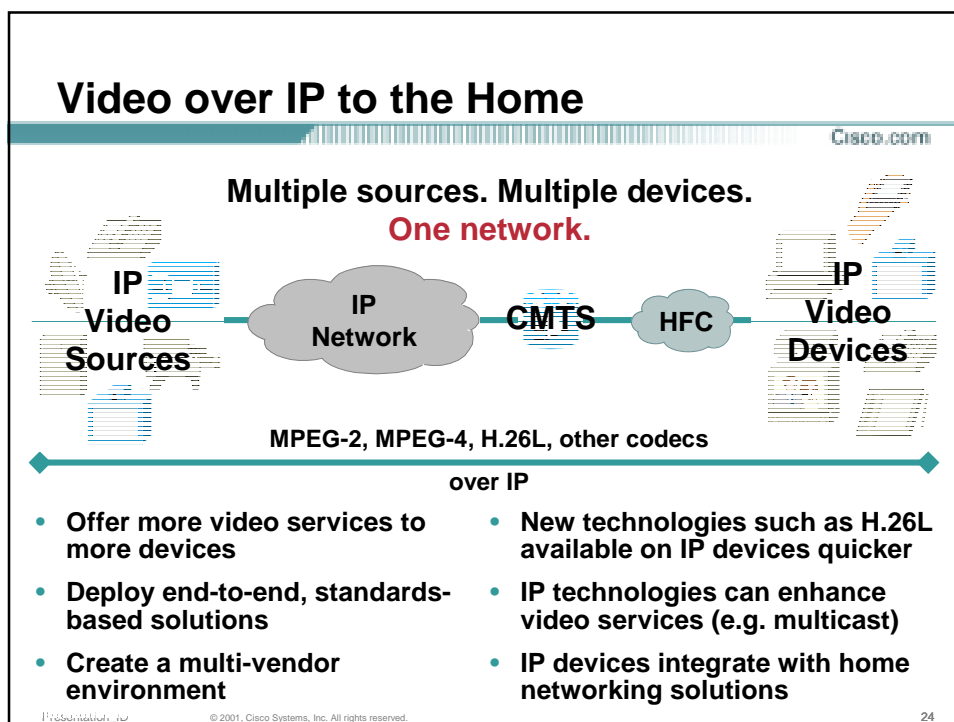 Video over IP to the Home
Cisco.com
Multiple sources. Multiple devices.
One network.
IP
Video
Sources
IP
Network
CMTS
HFC
IP
Video
Devices
MPEG-2, MPEG-4, H.26L, other codecs
over IP
• Offer more video services to
more devices
• Deploy end-to-end, standards-
based solutions
• Create a multi-vendor
environment
• New technologies such as H.26L
available on IP devices quicker
• IP technologies can enhance
video services (e.g. multicast)
• IP devices integrate with home
networking solutions
Presentation_ID
© 2001, Cisco Systems, Inc. All rights reserved.
24